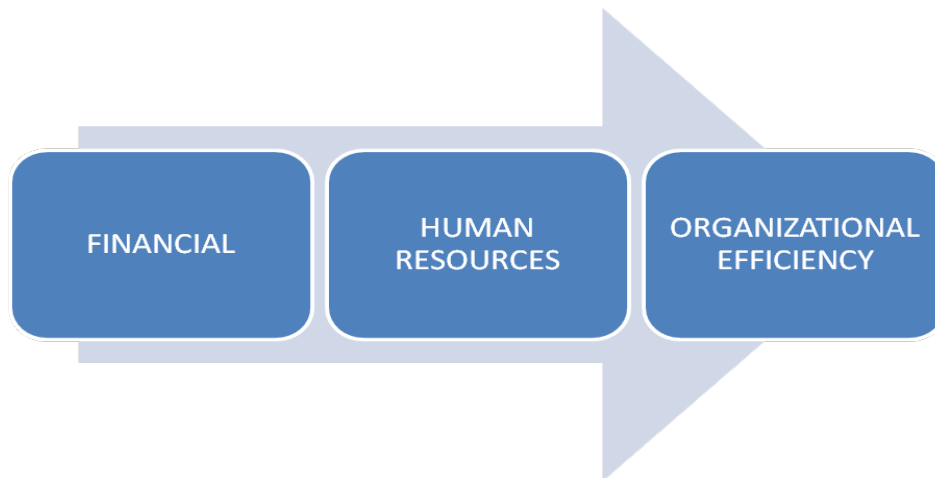 FINANCIAL
HUMAN
RESOURCES
ORGANIZATIONAL
EFFICIENCY